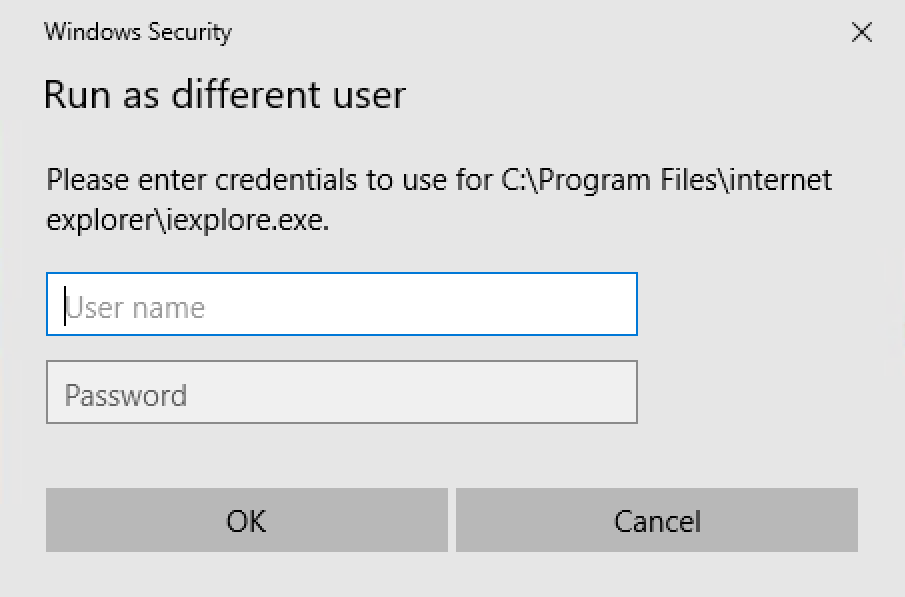 Windows Security
Run as different user
Please enter credentials to use for C:\Program Files\internet
explorer\iexplore.exe.
User name
Password
OK Cancel